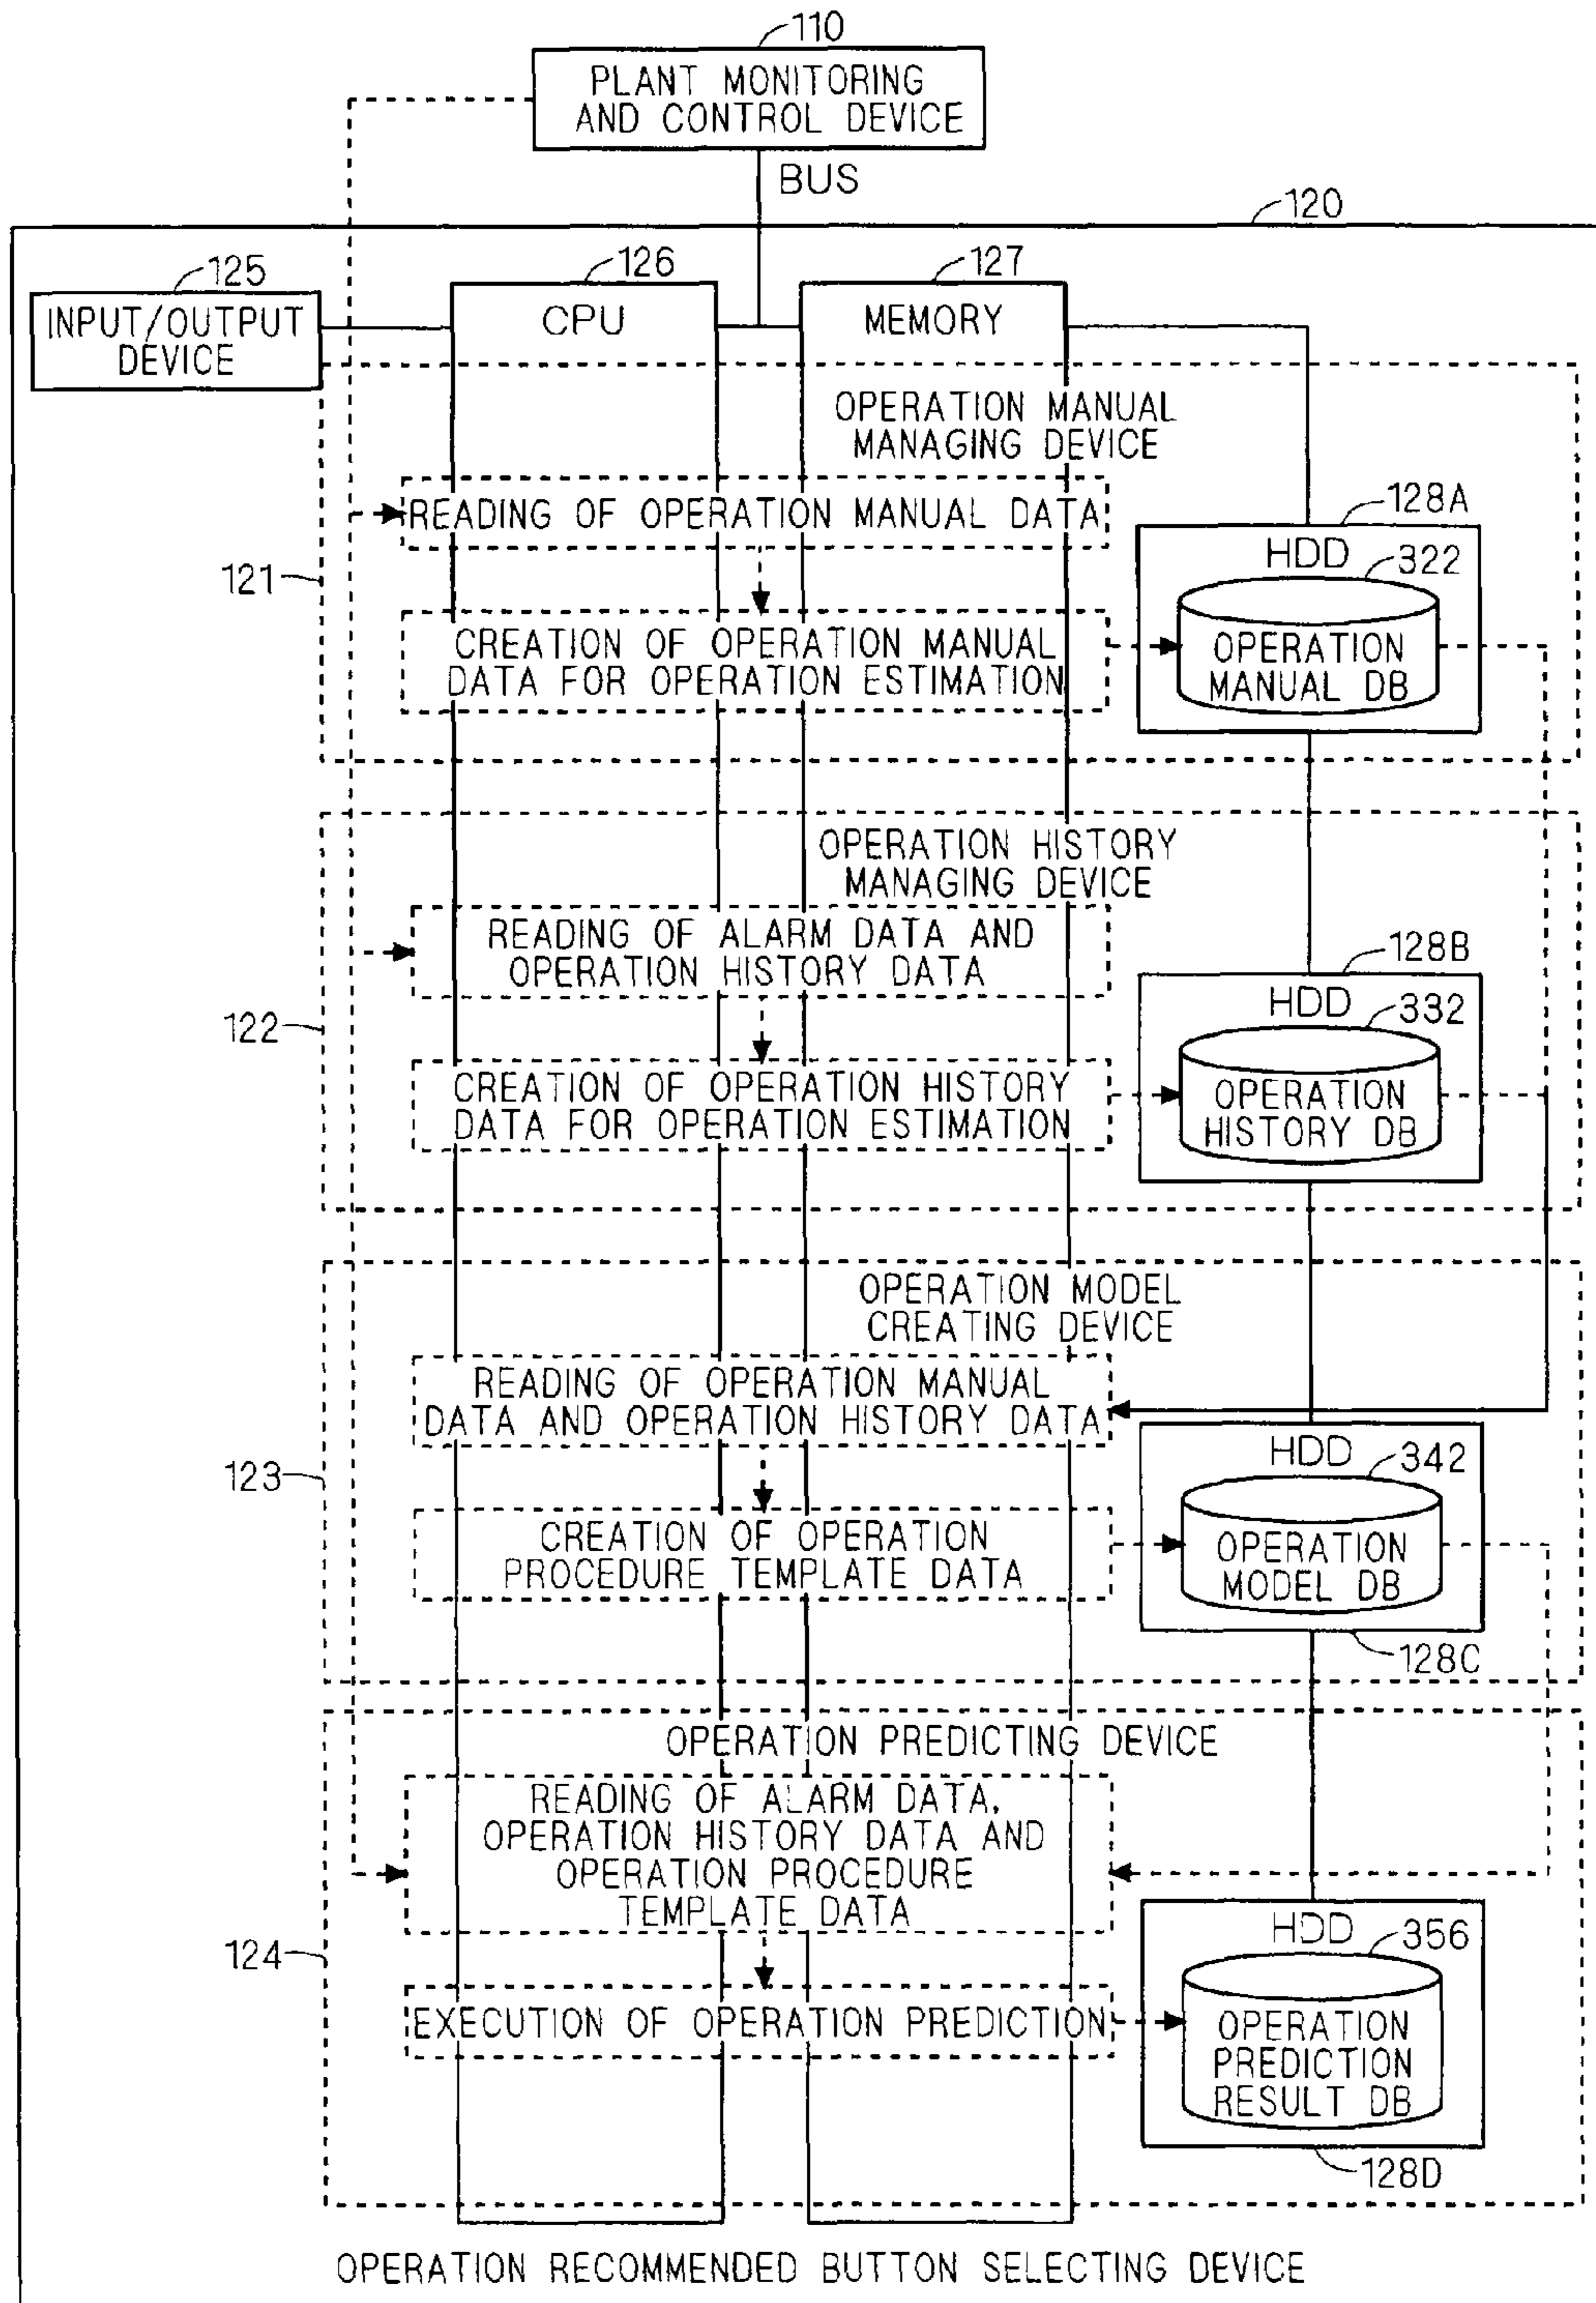 110
PLANT MONITORING
AND CONTROL DEVICE
BUS
120
125
INPUT/OUTPUT
DEVICE
126
CPU
127
MEMORY
OPERATION MANUAL
MANAGING DEVICE
READING OF OPERATION MANUAL DATA
128A
HDD
322
121
CREATION OF OPERATION MANUAL
DATA FOR OPERATION ESTIMATION
OPERATION
MANUAL DB
OPERATION HISTORY
MANAGING DEVICE
READING OF ALARM DATA AND
OPERATION HISTORY DATA
128B
HDD
332
122
CREATION OF OPERATION HISTORY
DATA FOR OPERATION ESTIMATION
OPERATION
HISTORY DB
OPERATION MODEL
CREATING DEVICE
READING OF OPERATION MANUAL
DATA AND OPERATION HISTORY DATA
HDD
342
123
CREATION OF OPERATION
PROCEDURE TEMPLATE DATA
OPERATION
MODEL DB
128C
OPERATION PREDICTING DEVICE
READING OF ALARM DATA,
OPERATION HISTORY DATA AND
OPERATION PROCEDURE
TEMPLATE DATA
HDD
356
124
EXECUTION OF OPERATION PREDICTION
OPERATION
PREDICTION
RESULT DB
128D
OPERATION RECOMMENDED BUTTON SELECTING DEVICE